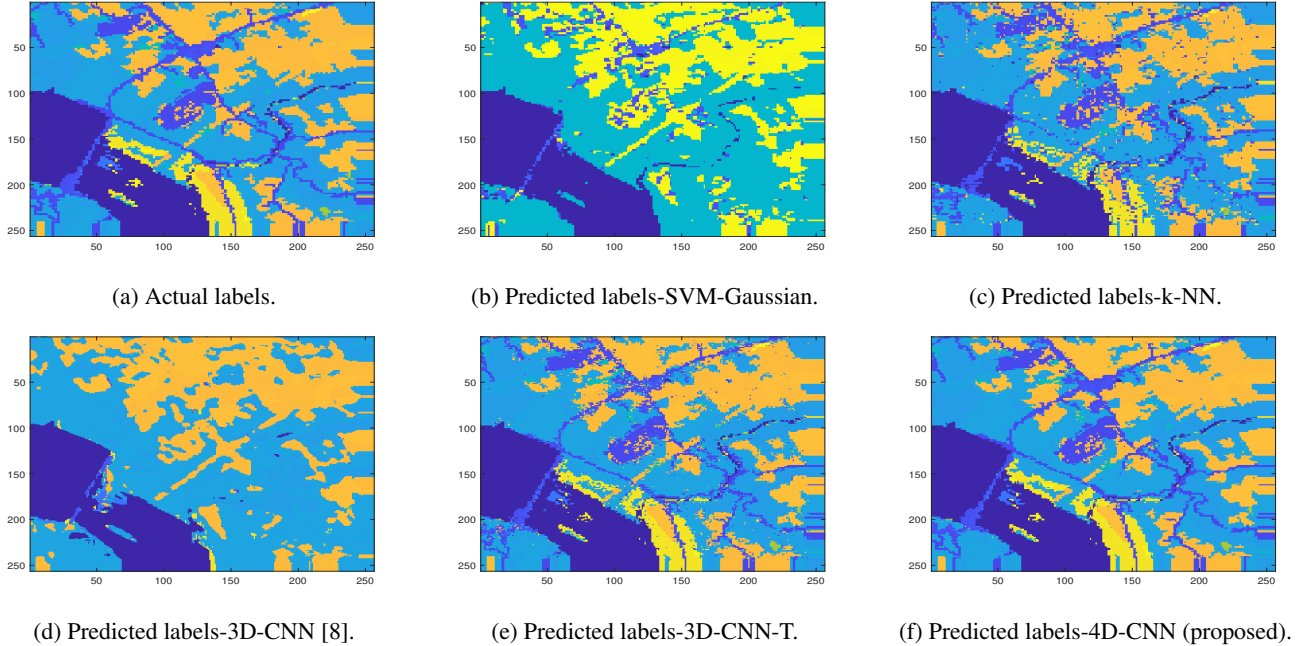 50
100
150
200
250
50 100 150 200 250
(a) Actual labels.
50
100
150
200
250
50 100 150 200 250
(b) Predicted labels-SVM-Gaussian.
50
100
150
200
250
50 100 150 200 250
(c) Predicted labels-k-NN.
50
100
150
200
250
50 100 150 200 250
(d) Predicted labels-3D-CNN [8].
50
100
150
200
250
50 100 150 200 250
(e) Predicted labels-3D-CNN-T.
50
100
150
200
250
50 100 150 200 250
(f) Predicted labels-4D-CNN (proposed).